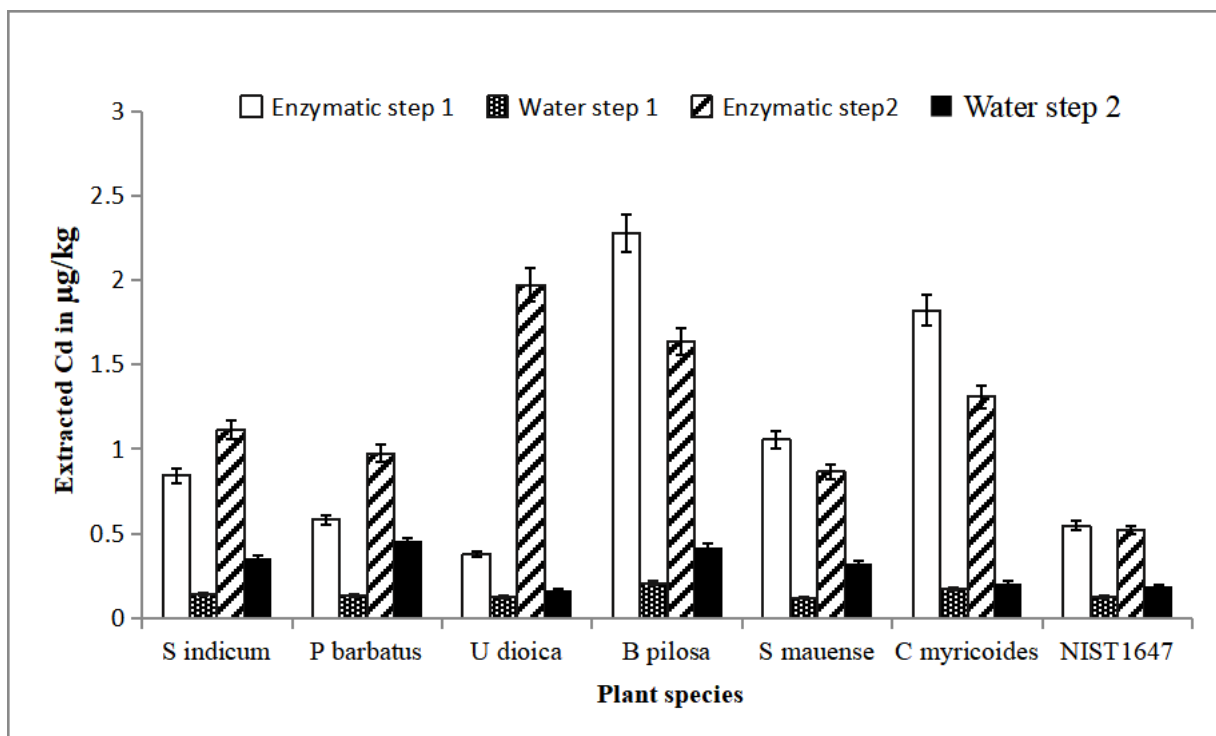 Enzymatic step 1 Water step 1 Enzymatic step2 Water step 2
3
2.5
2
1.5
1
0.5
0
Extracted Cd in µg/kg
S indicum P barbatus U dioica B pilosa S mauense C myricoides NIST1647
Plant species